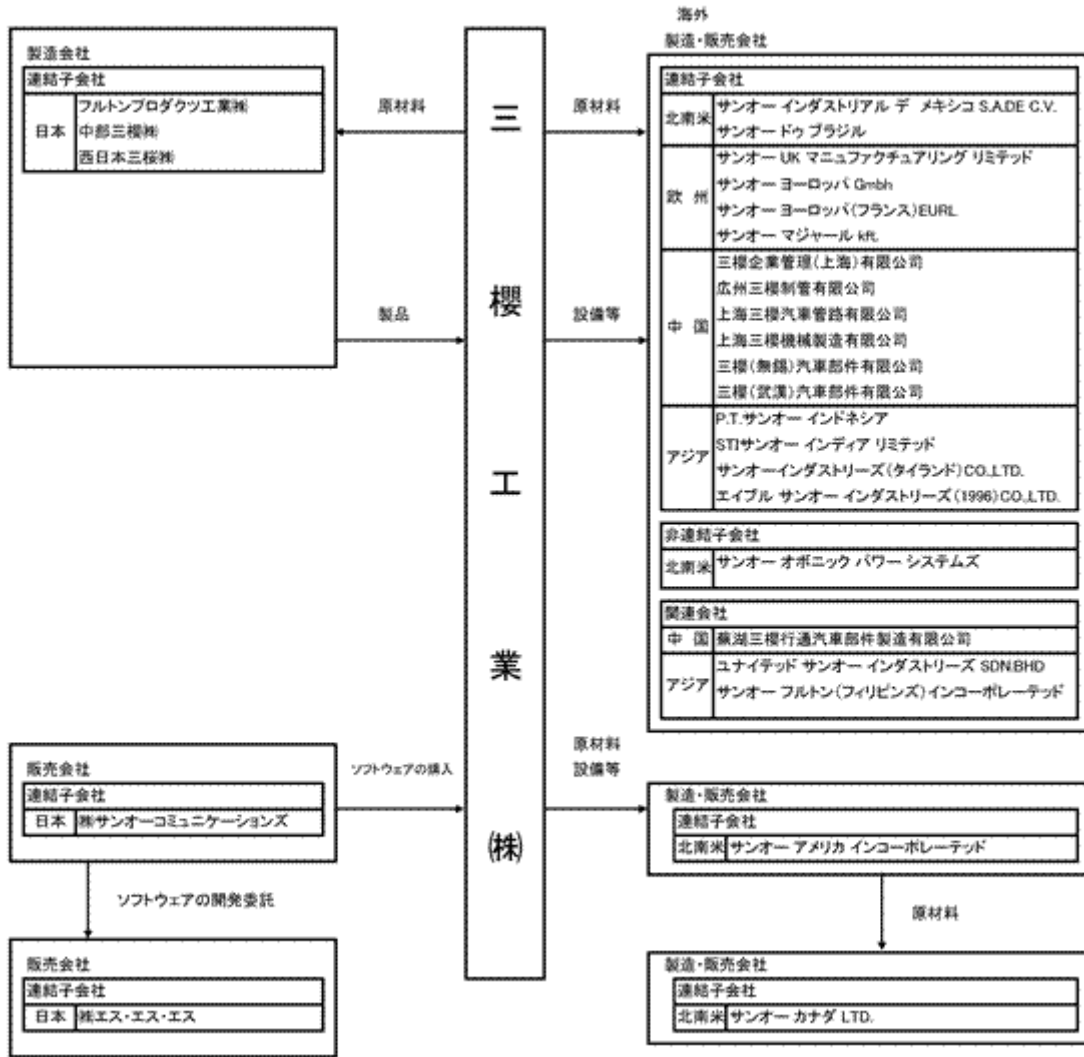 製造会社
連結子会社
日本
フルトンプロダクツ工業㈱
中部三櫻㈱
西日本三桜㈱
原材料
製品
三櫻工業㈱
原材料
設備等
海外
製造・販売会社
連結子会社
北南米
サンオー インダストリアル デ メキシコ S.A.DE C.V.
サンオー ドゥ ブラジル
欧州
サンオー UK マニュファクチュアリング リミテッド
サンオー ヨーロッパ Gmbh
サンオー ヨーロッパ(フランス)EURL
サンオー マジャール kft.
中国
三櫻企業管理(上海)有限公司
広州三櫻制管有限公司
上海三櫻汽車管路有限公司
上海三櫻機械製造有限公司
三櫻(無錫)汽車部件有限公司
三櫻(武漢)汽車部件有限公司
アジア
P.T.サンオー インドネシア
STIサンオー インディア リミテッド
サンオーインダストリーズ(タイランド)CO.,LTD.
エイブル サンオー インダストリーズ(1996)CO.,LTD.
非連結子会社
北南米
サンオー オボニック パワー システムズ
関連会社
中国
蕪湖三櫻行通汽車部件製造有限公司
アジア
ユナイテッド サンオー インダストリーズ SDN.BHD
サンオー フルトン(フィリピンズ)インコーポレーテッド
販売会社
連結子会社
日本
㈱サンオーコミュニケーションズ
ソフトウェアの購入
ソフトウェアの開発委託
販売会社
連結子会社
日本
㈱エス・エス・エス
原材料
設備等
製造・販売会社
連結子会社
北南米
サンオー アメリカ インコーポレーテッド
原材料
製造・販売会社
連結子会社
北南米
サンオー カナダ LTD.